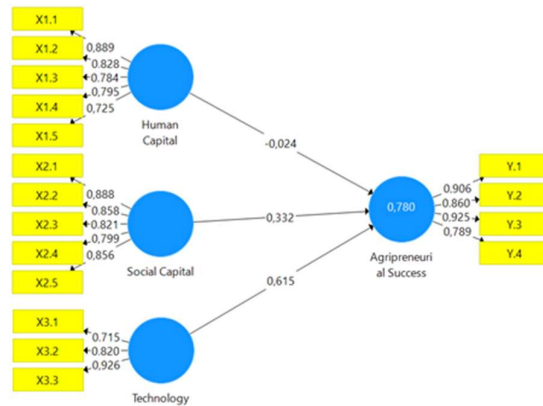 X1.1
X1.2
X1.3
X1.4
X1.5
0,889
0.828
0.784
0,795
0,725
Human
Capital
-0,024
X2.1
X2.2
X2.3
X2.4
X2.5
0,888
0.858
0.821
0,799
0,856
Social Capital
0,332
X3.1
X3.2
X3.3
0,715
0.820
0,926
Technology
0,615
0,780
Agripreneuri
al Success
0,906
0.860
0.925
0,789
Y.1
Y.2
Y.3
Y.4